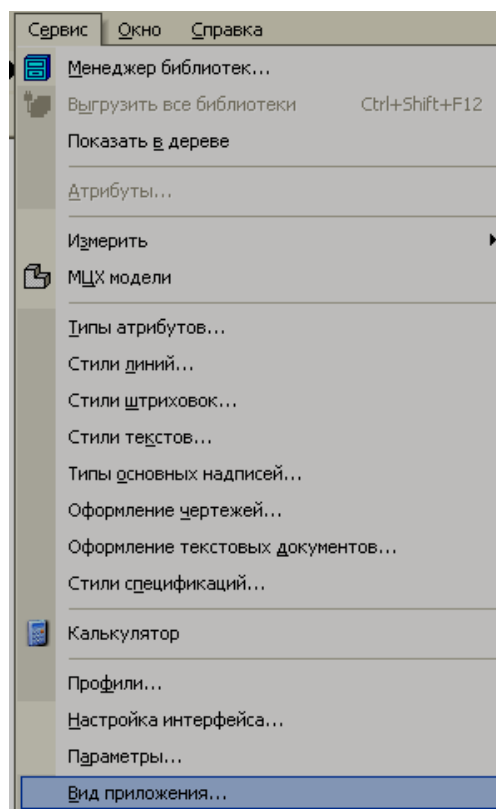 Сервис Окно Справка
Менеджер библиотек...
Выгрузить все библиотеки Ctrl+Shift+F12
Показать в дереве
Атрибуты...
Измерить
МЦХ модели
Типы атрибутов...
Стили линий...
Стили штриховок...
Стили текстов...
Типы основных надписей...
Оформление чертежей...
Оформление текстовых документов...
Стили спецификаций...
Калькулятор
Профили...
Настройка интерфейса...
Параметры...
Вид приложения...